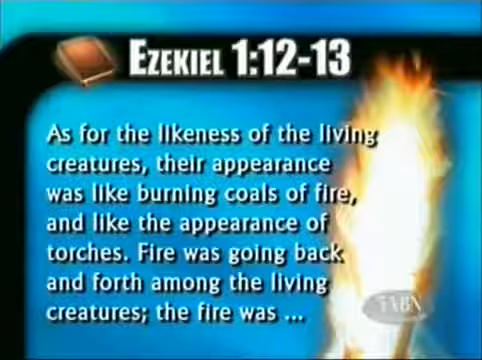 EZEKIEL 1:12-13
As for the likeness of the living
creatures, their appearance
was like burning coals of fire,
and like the appearance of
torches. Fire was going back
and forth among the living
creatures; the fire was ...
3ABN